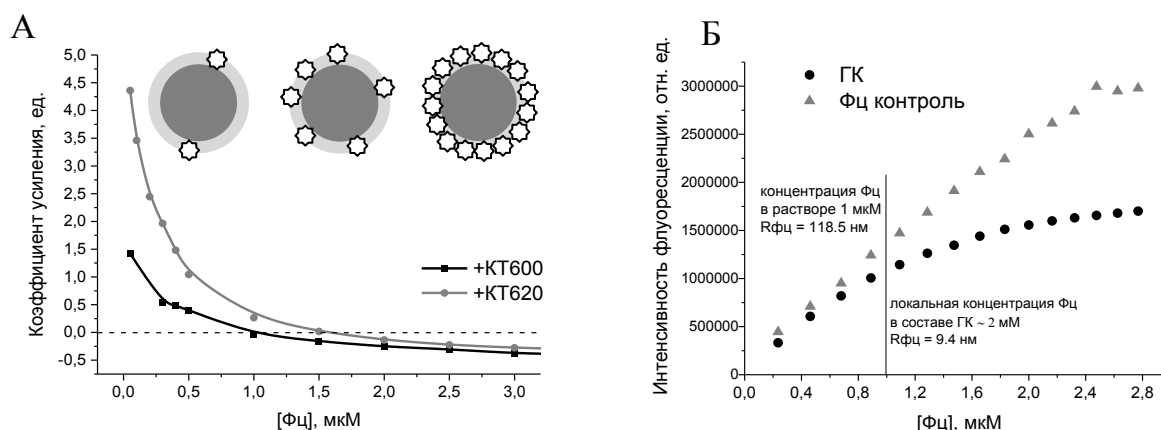 А
Коэффициент усиления, ед.
5,0
4,5
4,0
3,5
3,0
2,5
2,0
1,5
1,0
0,5
0,0
-0,5
+КТ600
+КТ620
0,0 0,5 1,0 1,5 2,0 2,5 3,0
[Фц], мкМ
Б
Интенсивность флуоресценции, отн. ед.
3000000
2500000
2000000
1500000
1000000
500000
0
ГК
Фц контроль
концентрация Фц
в растворе 1 мкМ
Rфц = 118.5 нм
локальная концентрация Фц
в составе ГК ~ 2 мМ
Rфц = 9.4 нм
0,0 0,4 0,8 1,2 1,6 2,0 2,4 2,8
[Фц], мкМ